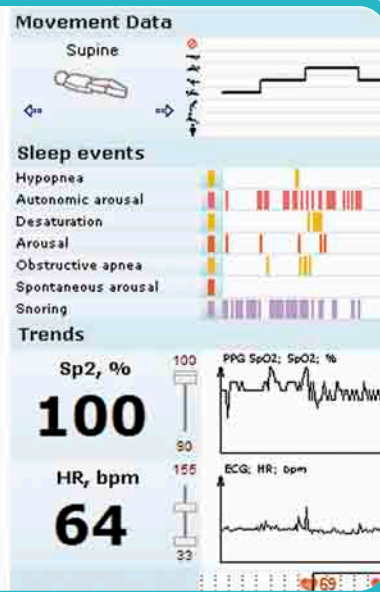 Movement Data
Supine
Sleep events
Hypopnea
Autonomic arousal
Desaturation
Arousal
Obstructive apnea
Spontaneous arousal
Snoring
Trends
Sp2, %
100
100
90
PPG SpO2; SpO2; %
HR, bpm
64
155
33
ECG; HR; bpm
69